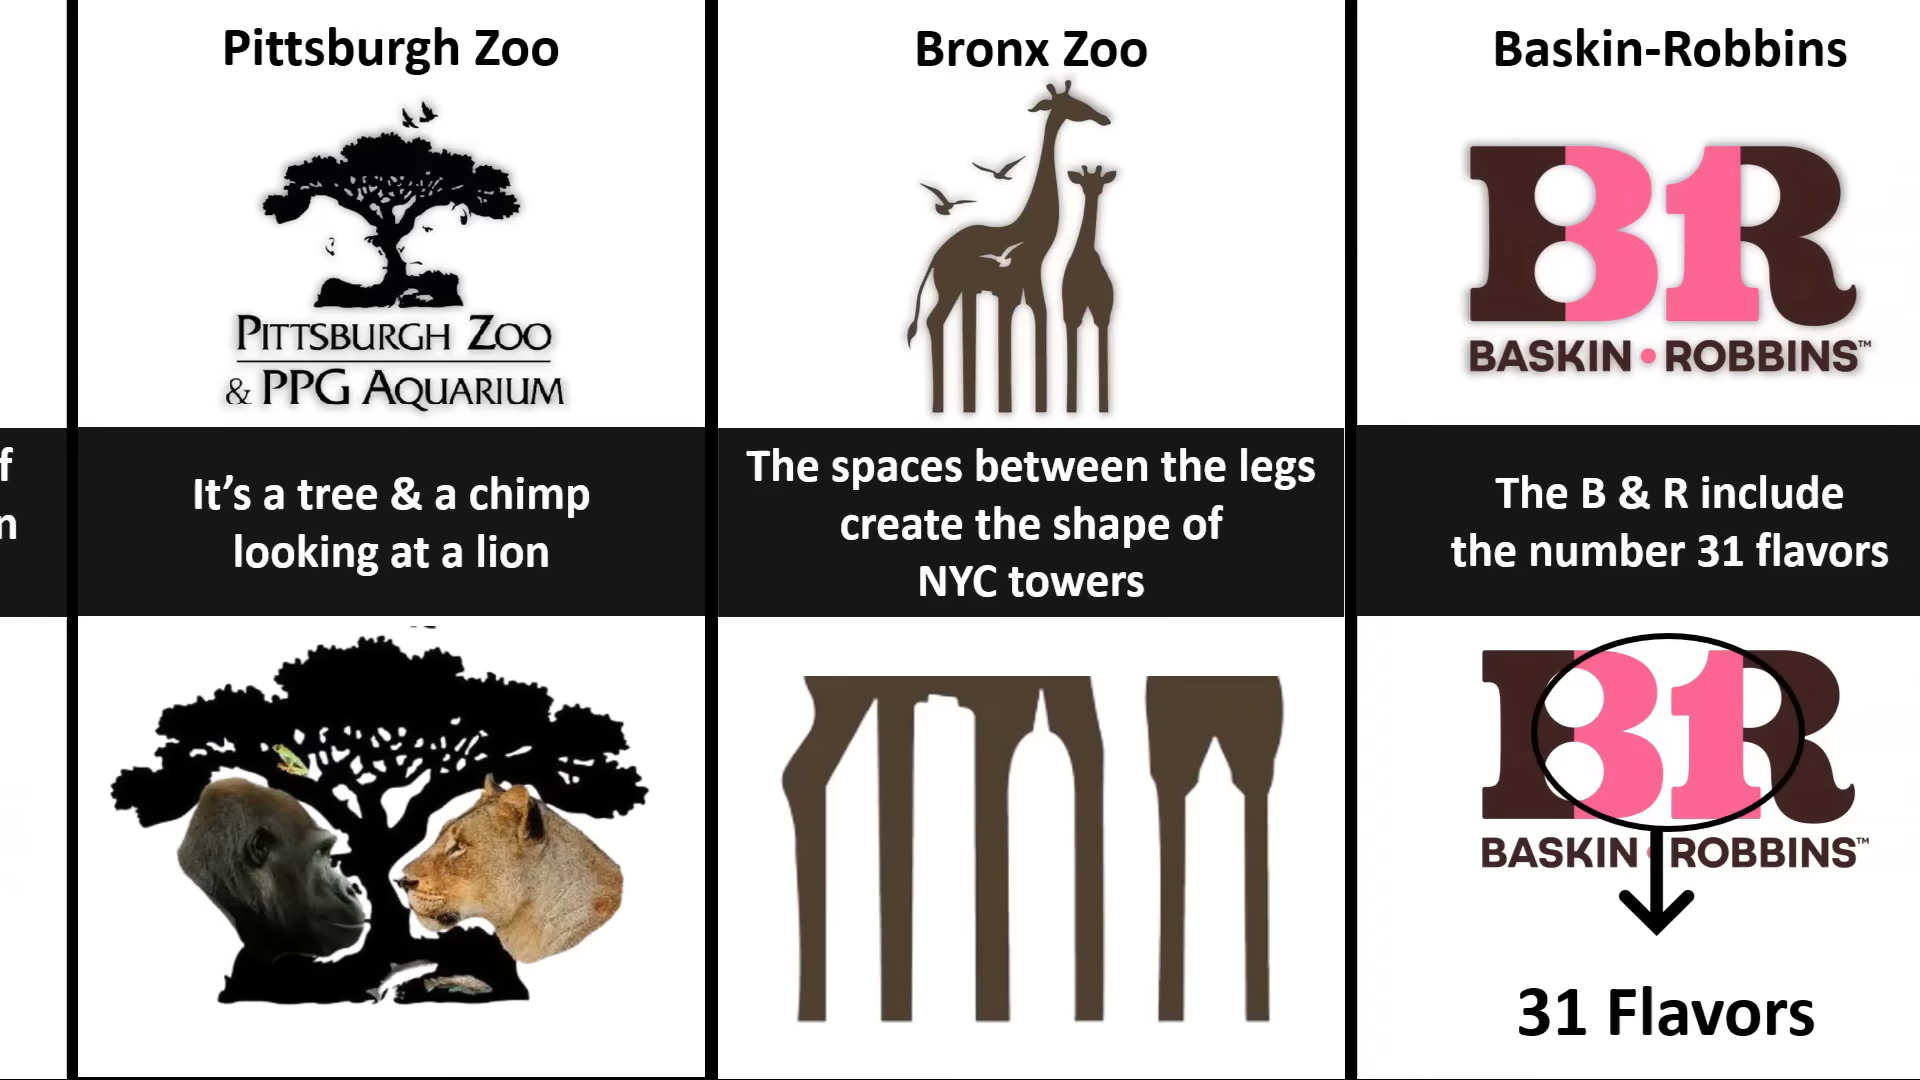 f
n
Pittsburgh Zoo
PITTSBURGH ZOO
& PPG AQUARIUM
It's a tree & a chimp
looking at a lion
Bronx Zoo
The spaces between the legs
create the shape of
NYC towers
Baskin-Robbins
BR
BASKIN • ROBBINS™
The B & R include
the number 31 flavors
BR
BASKIN • ROBBINS™
31 Flavors